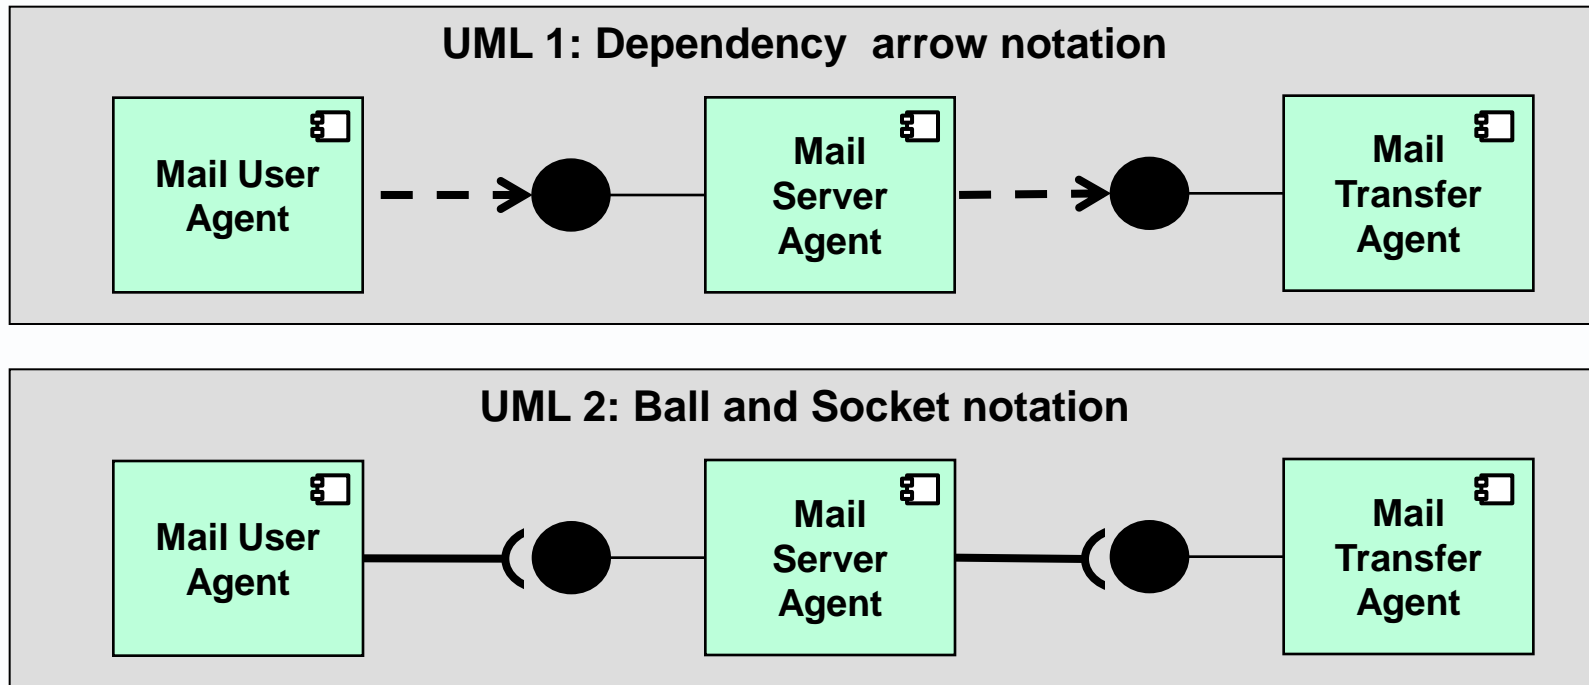 UML 1: Dependency  arrow notation
Mail User
Agent
Mail
Server
Agent
Mail
Transfer
Agent
UML 2: Ball and Socket notation
Mail User
Agent
Mail
Server
Agent
Mail
Transfer
Agent